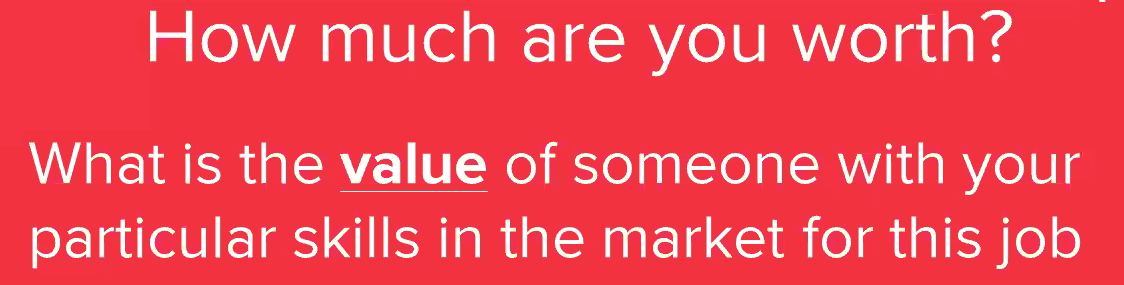 How much are you worth?
What is the value of someone with your
particular skills in the market for this job